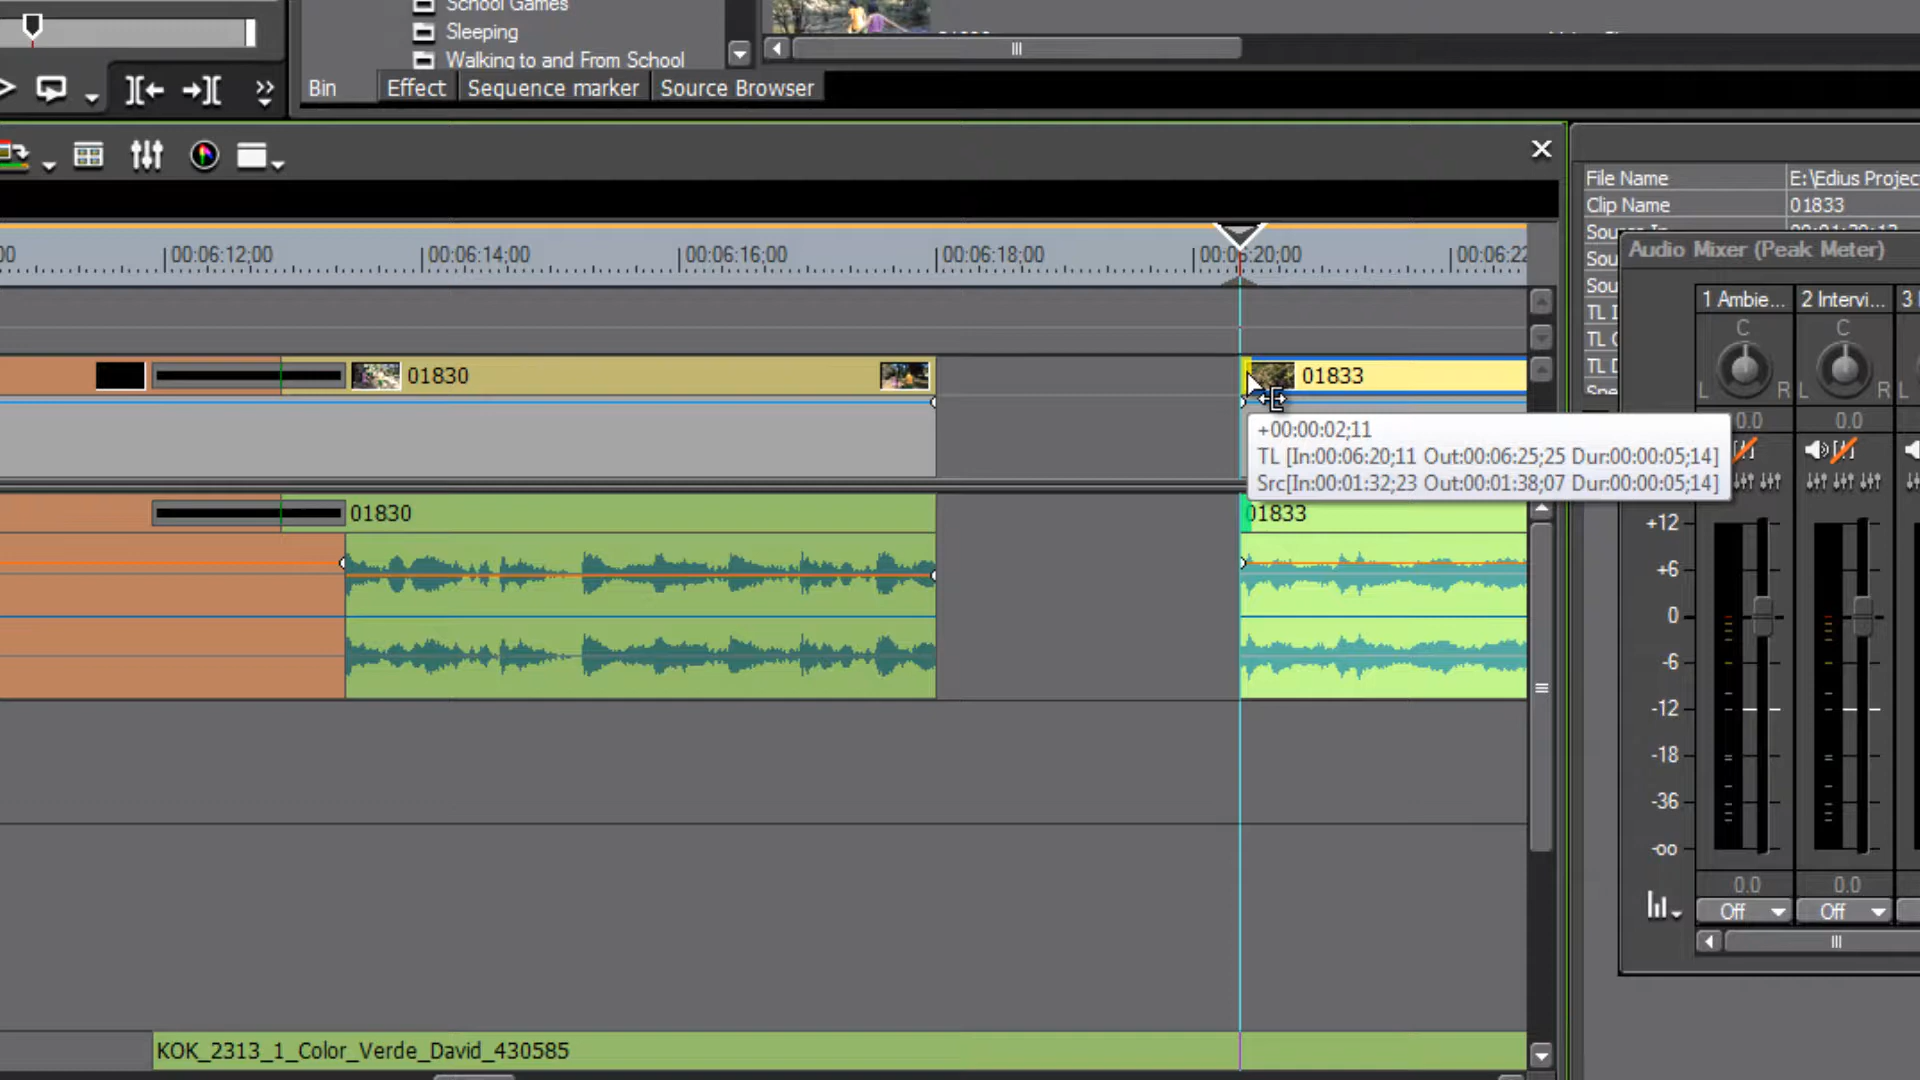 School Games
Sleeping
Walking to and From School
Bin
Effect
Sequence marker
Source Browser
File Name
E:\Edius Projec
Clip Name
01833
Audio Mixer (Peak Meter)
00:06:12;00
00:06:14;00
00:06:16;00
00:06:18;00
00:06:20;00
00:06:22
1 Ambie...
2 Intervi...
3
C
C
L
R
L
R
L
0.0
0.0
01830
01833
+00:00:02;11
TL [In:00:06:20;11 Out:00:06:25;25 Dur:00:00:05;14]
Src[In:00:01:32;23 Out:00:01:38;07 Dur:00:00:05;14]
01830
01833
+12
+6
0
-6
-12
-18
-36
-oo
0.0
0.0
Off
Off
KOK_2313_1_Color_Verde_David_430585